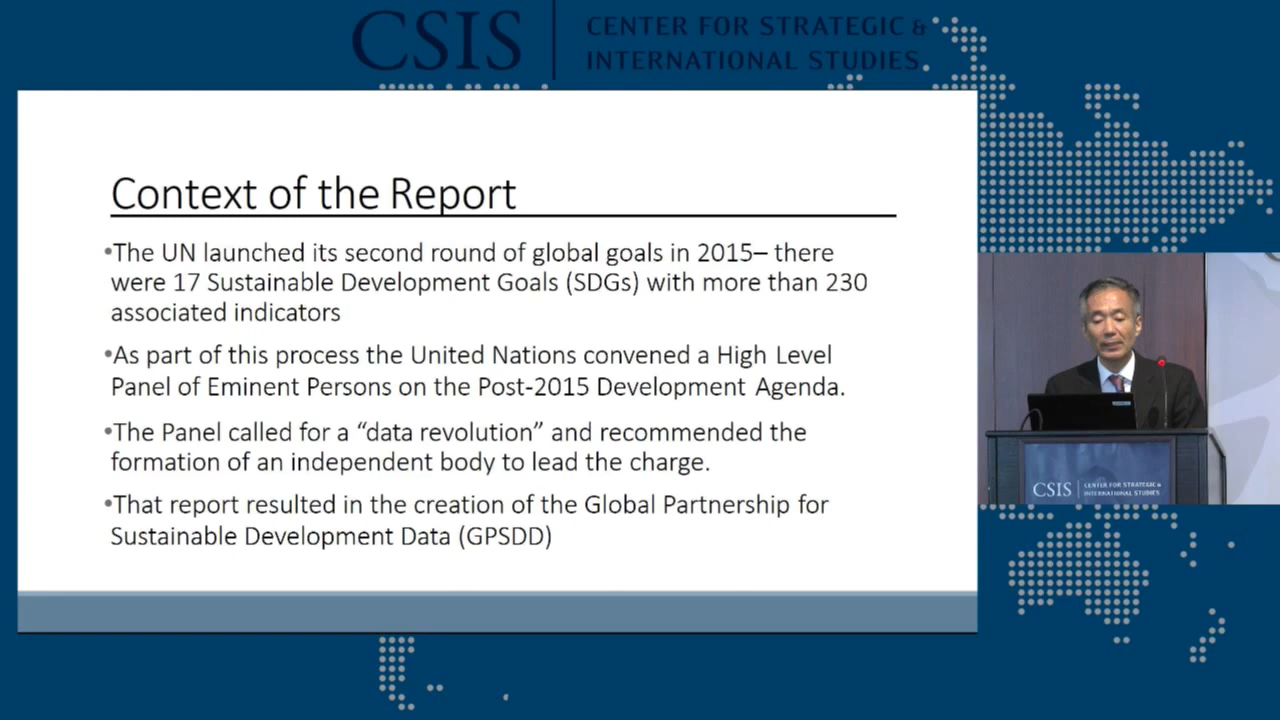 CSIS
CENTER FOR STRATEGIC &
INTERNATIONAL STUDIES
Context of the Report
•The UN launched its second round of global goals in 2015– there
were 17 Sustainable Development Goals (SDGs) with more than 230
associated indicators
•As part of this process the United Nations convened a High Level
Panel of Eminent Persons on the Post-2015 Development Agenda.
•The Panel called for a “data revolution” and recommended the
formation of an independent body to lead the charge.
•That report resulted in the creation of the Global Partnership for
Sustainable Development Data (GPSDD)
CSIS
CENTER FOR STRATEGIC &
INTERNATIONAL STUDIES